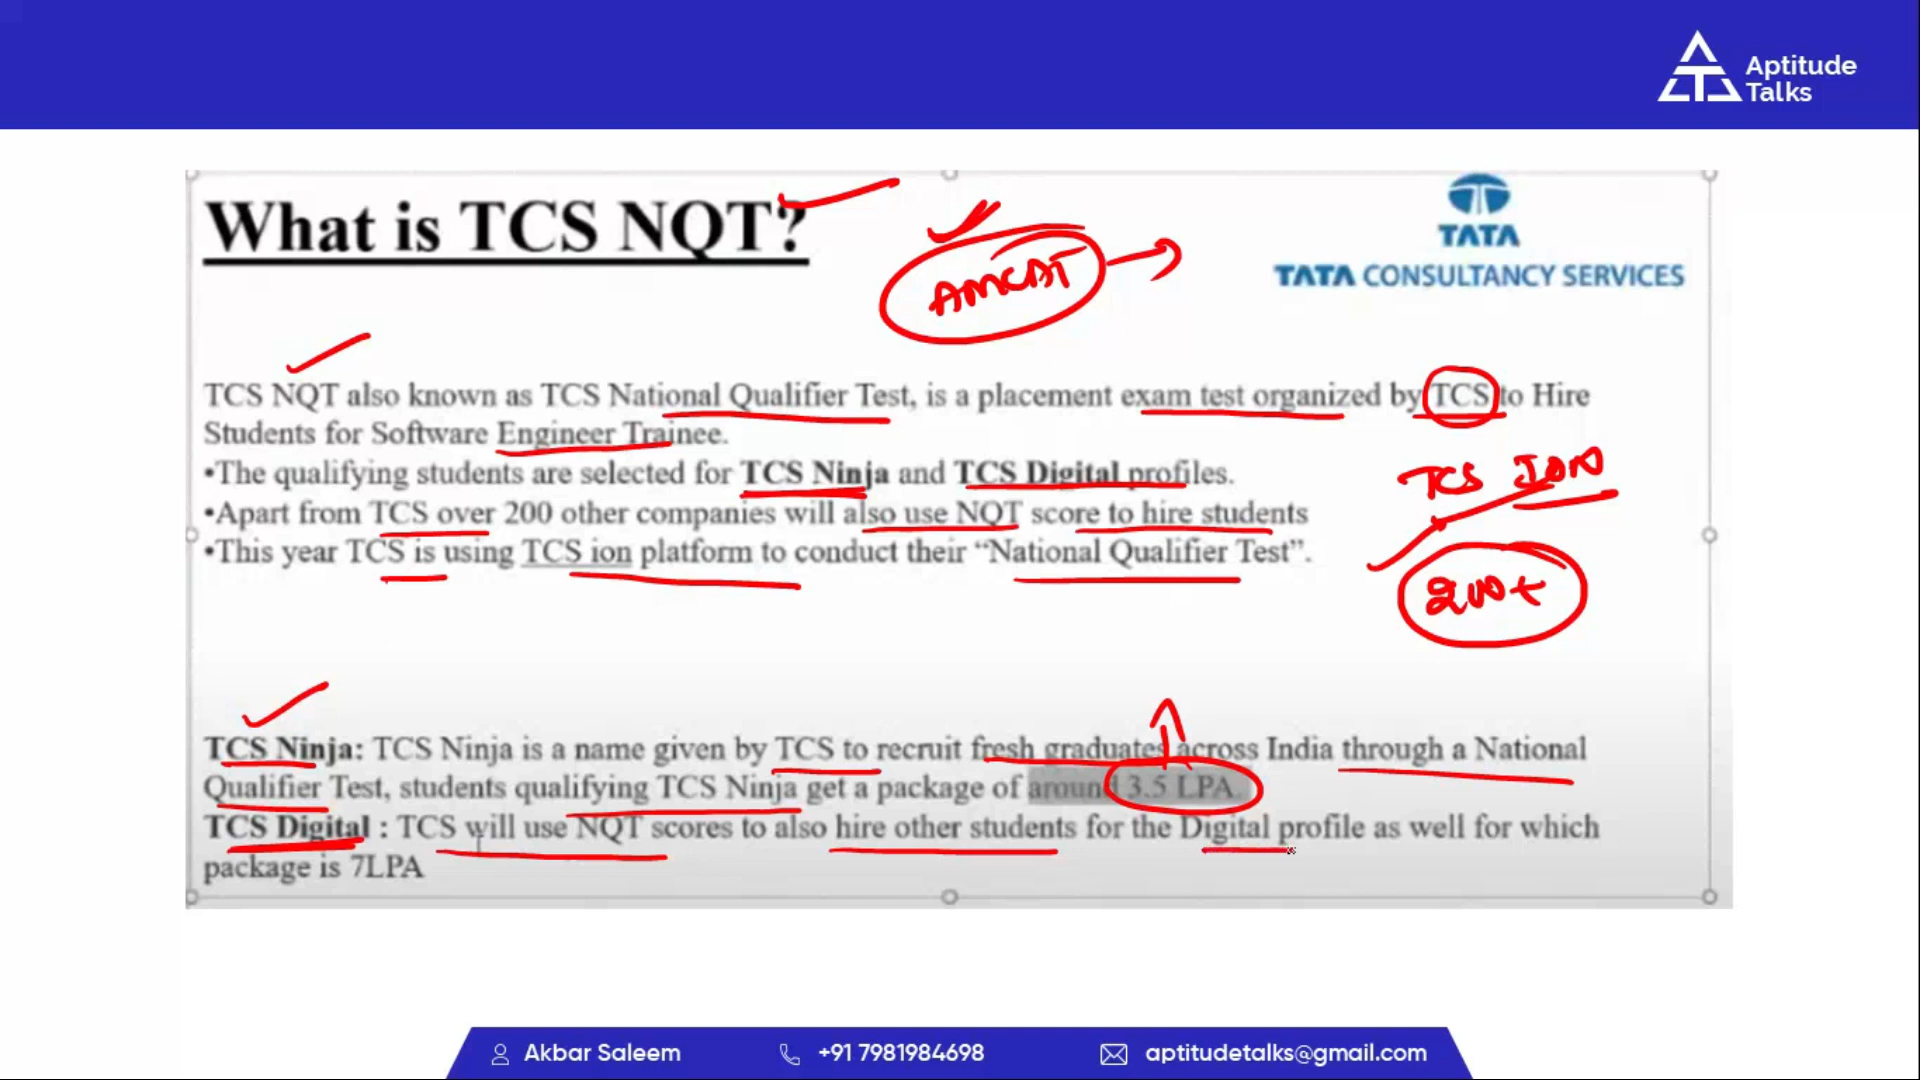 Aptitude
Talks
What is TCS NQT?
AMCAT
TATA
TATA CONSULTANCY SERVICES
TCS NQT also known as TCS National Qualifier Test, is a placement exam test organized by TCS to Hire
Students for Software Engineer Trainee.
•The qualifying students are selected for TCS Ninja and TCS Digital profiles.
TCS ION
•Apart from TCS over 200 other companies will also use NQT score to hire students
•This year TCS is using TCS ion platform to conduct their “National Qualifier Test”.
200+
TCS Ninja: TCS Ninja is a name given by TCS to recruit fresh graduates across India through a National
Qualifier Test, students qualifying TCS Ninja get a package of around 3.5 LPA.
TCS Digital : TCS will use NQT scores to also hire other students for the Digital profile as well for which
package is 7LPA
Akbar Saleem
+91 7981984698
aptitudetalks@gmail.com